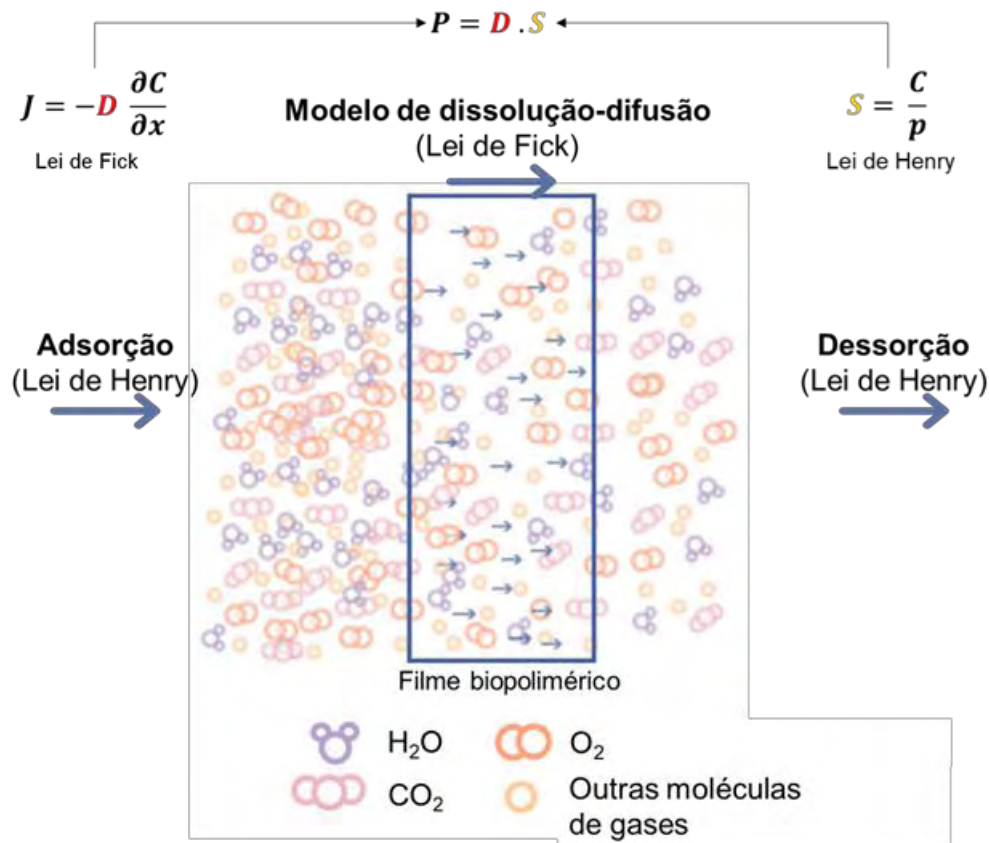 P = D . S
J = −D ∂C/∂x
Lei de Fick
Modelo de dissolução-difusão
(Lei de Fick)
S = C/p
Lei de Henry
Adsorção
(Lei de Henry)
Dessorção
(Lei de Henry)
Filme biopolimérico
H₂O
O₂
CO₂
Outras moléculas
de gases